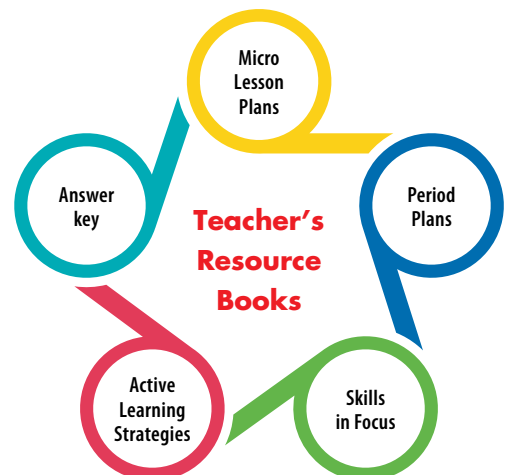 Micro
Lesson
Plans
Answer
key
Period
Plans
Teacher's
Resource
Books
Active
Learning
Strategies
Skills
in Focus